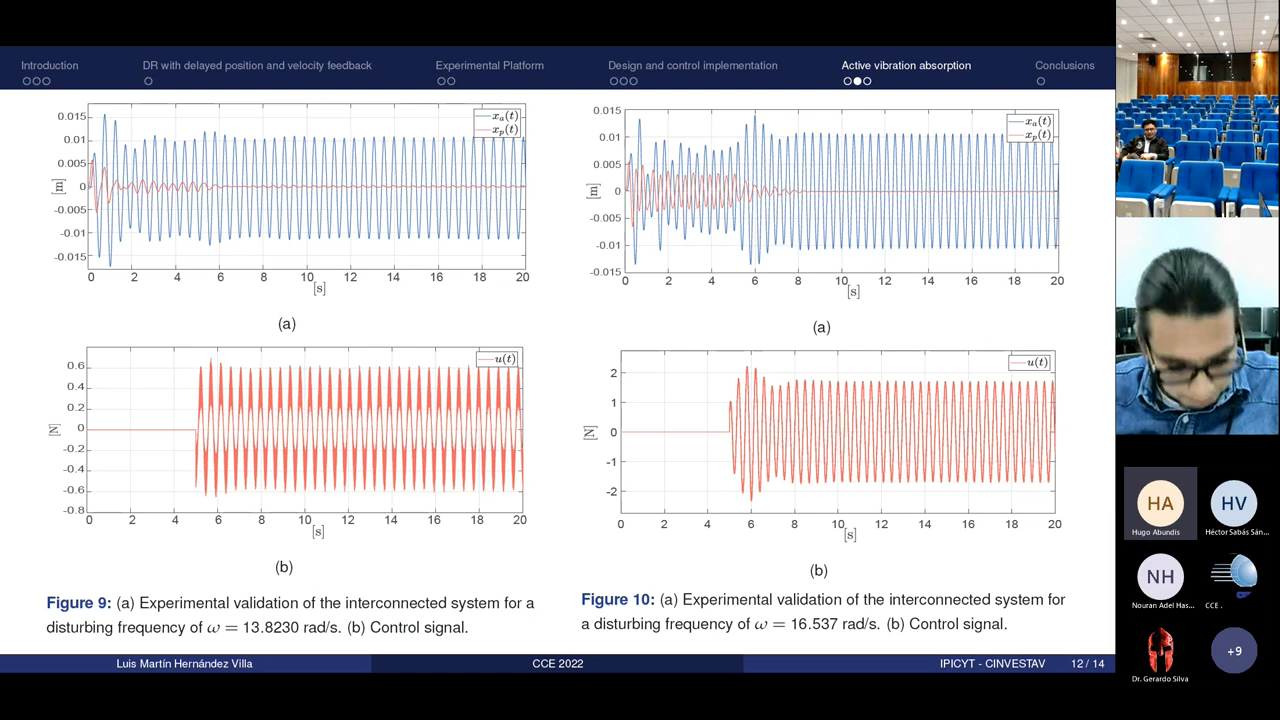 Introduction
DR with delayed position and velocity feedback
Experimental Platform
Design and control implementation
Active vibration absorption
Conclusions
0.015
0.01
0.005
0
-0.005
-0.01
-0.015
[m]
xₐ(t)
xₚ(t)
0 2 4 6 8 10 12 14 16 18 20
[s]
(a)
0.6
0.4
0.2
0
-0.2
-0.4
-0.6
-0.8
[N]
u(t)
0 2 4 6 8 10 12 14 16 18 20
[s]
(b)
Figure 9: (a) Experimental validation of the interconnected system for a
disturbing frequency of ω = 13.8230 rad/s. (b) Control signal.
0.015
0.01
0.005
0
-0.005
-0.01
-0.015
[m]
xₐ(t)
xₚ(t)
0 2 4 6 8 10 12 14 16 18 20
[s]
(a)
2
1
0
-1
-2
[N]
u(t)
0 2 4 6 8 10 12 14 16 18 20
[s]
(b)
Figure 10: (a) Experimental validation of the interconnected system for
a disturbing frequency of ω = 16.537 rad/s. (b) Control signal.
Luis Martín Hernández Villa
CCE 2022
IPICYT - CINVESTAV 12 / 14
HA
Hugo Abundis
HV
Héctor Sabás Sán...
NH
Nouran Adel Has...
CCE .
Dr. Gerardo Silva
+9